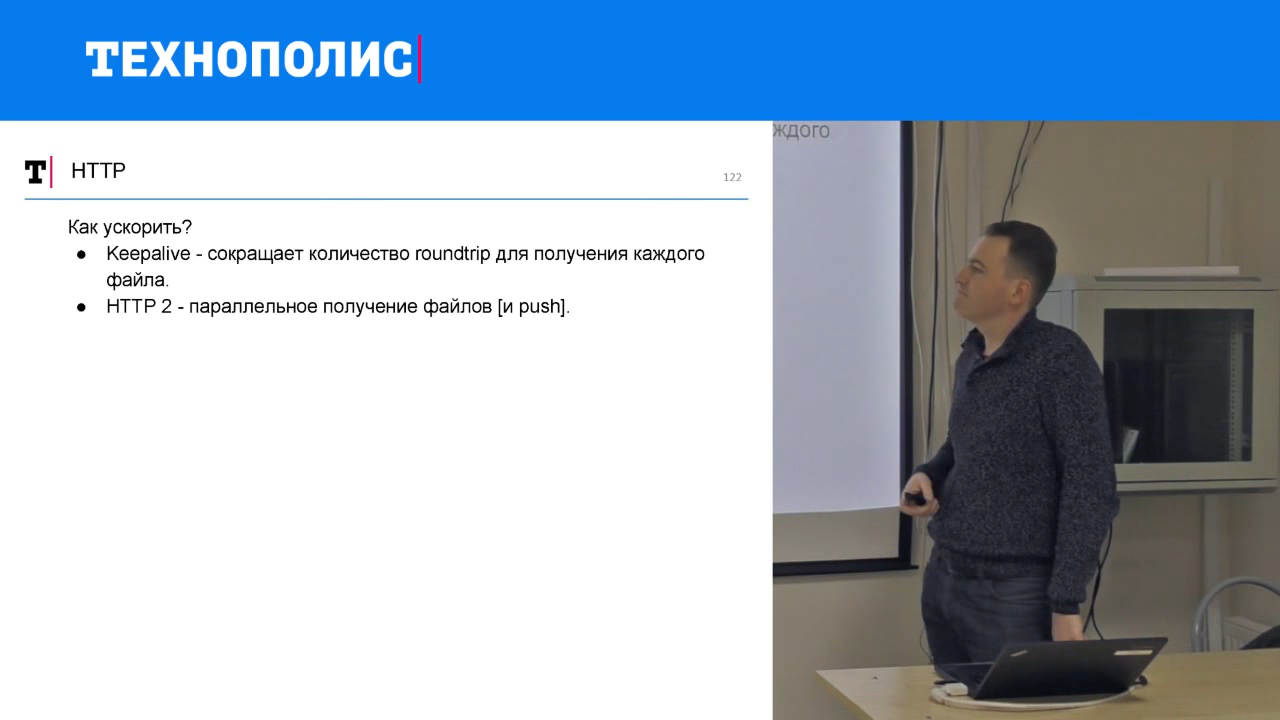 ТЕХНОПОЛИС
T HTTP
122
Как ускорить?
● Keepalive - сокращает количество roundtrip для получения каждого
файла.
● HTTP 2 - параллельное получение файлов [и push].
ждого